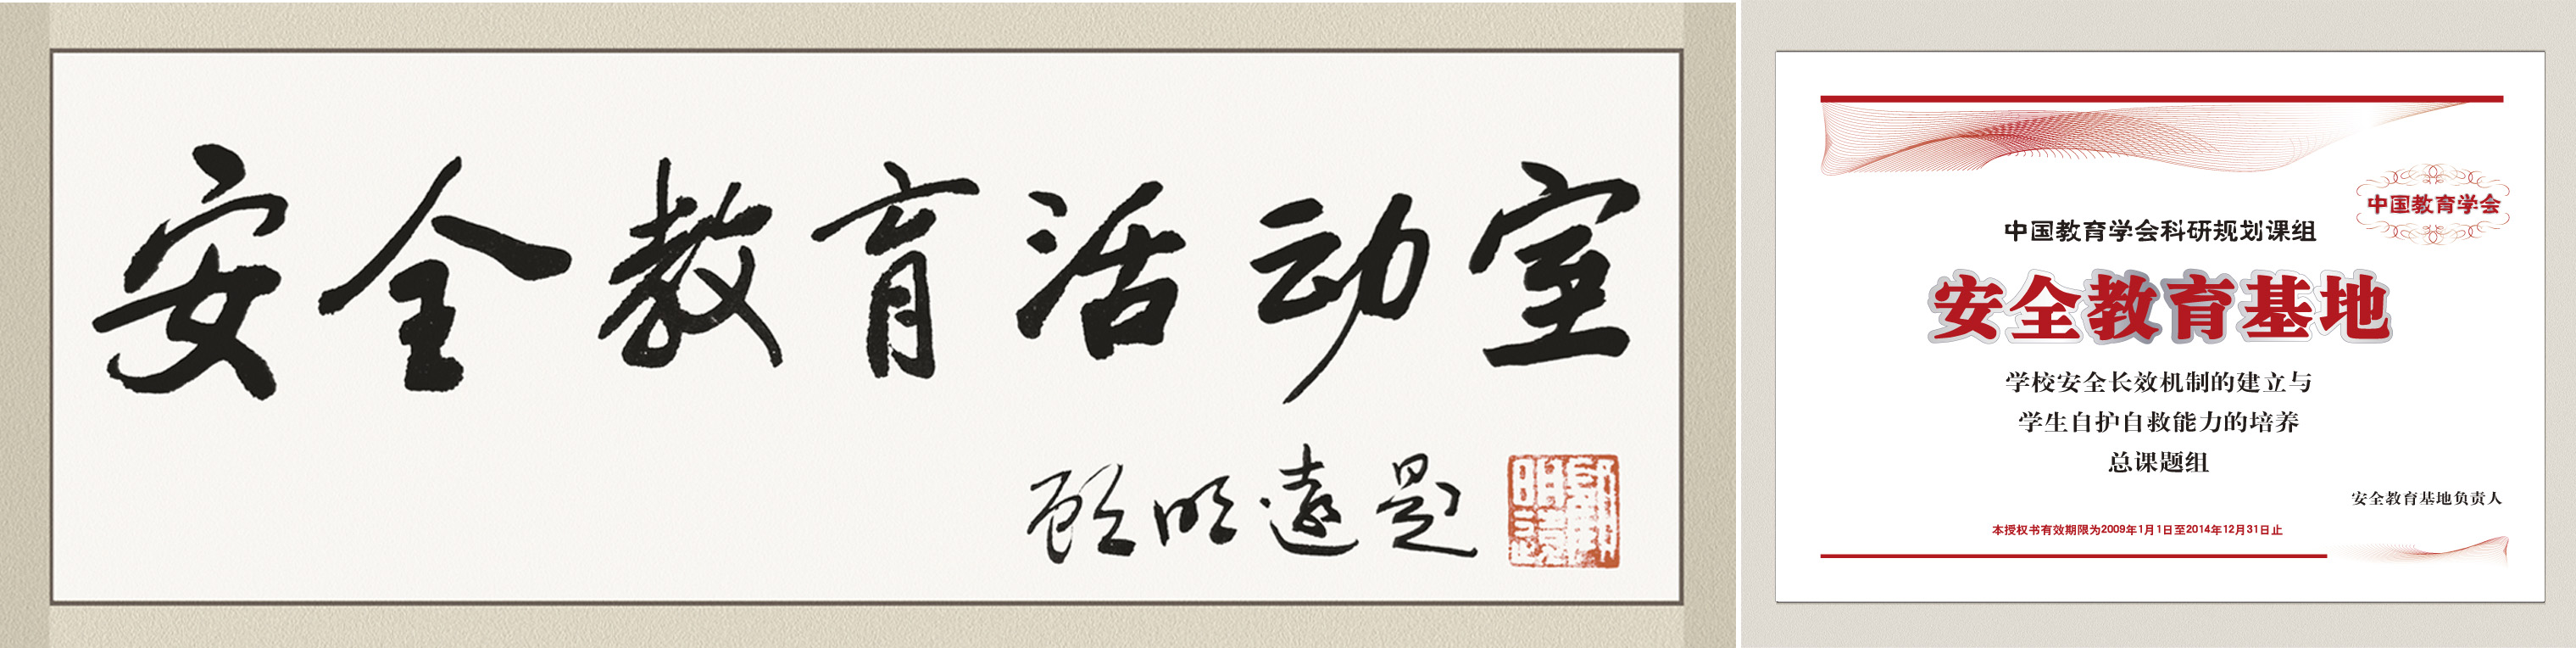 安全教育活动室
顾明远题
顾明远
中国教育学会
中国教育学会科研规划课组
安全教育基地
学校安全长效机制的建立与
学生自护自救能力的培养
总课题组
安全教育基地负责人
本授权书有效期限为2009年1月1日至2014年12月31日止